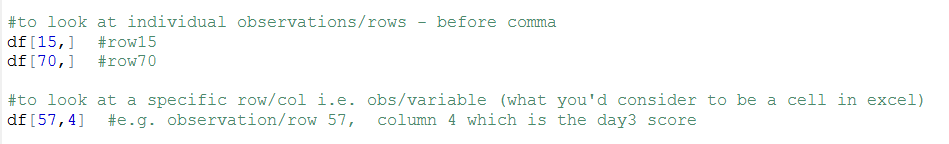 #to look at individual observations/rows - before comma
df[15,]  #row15
df[70,]  #row70
#to look at a specific row/col i.e. obs/variable (what you'd consider to be a cell in excel)
df[57,4]  #e.g. observation/row 57,  column 4 which is the day3 score